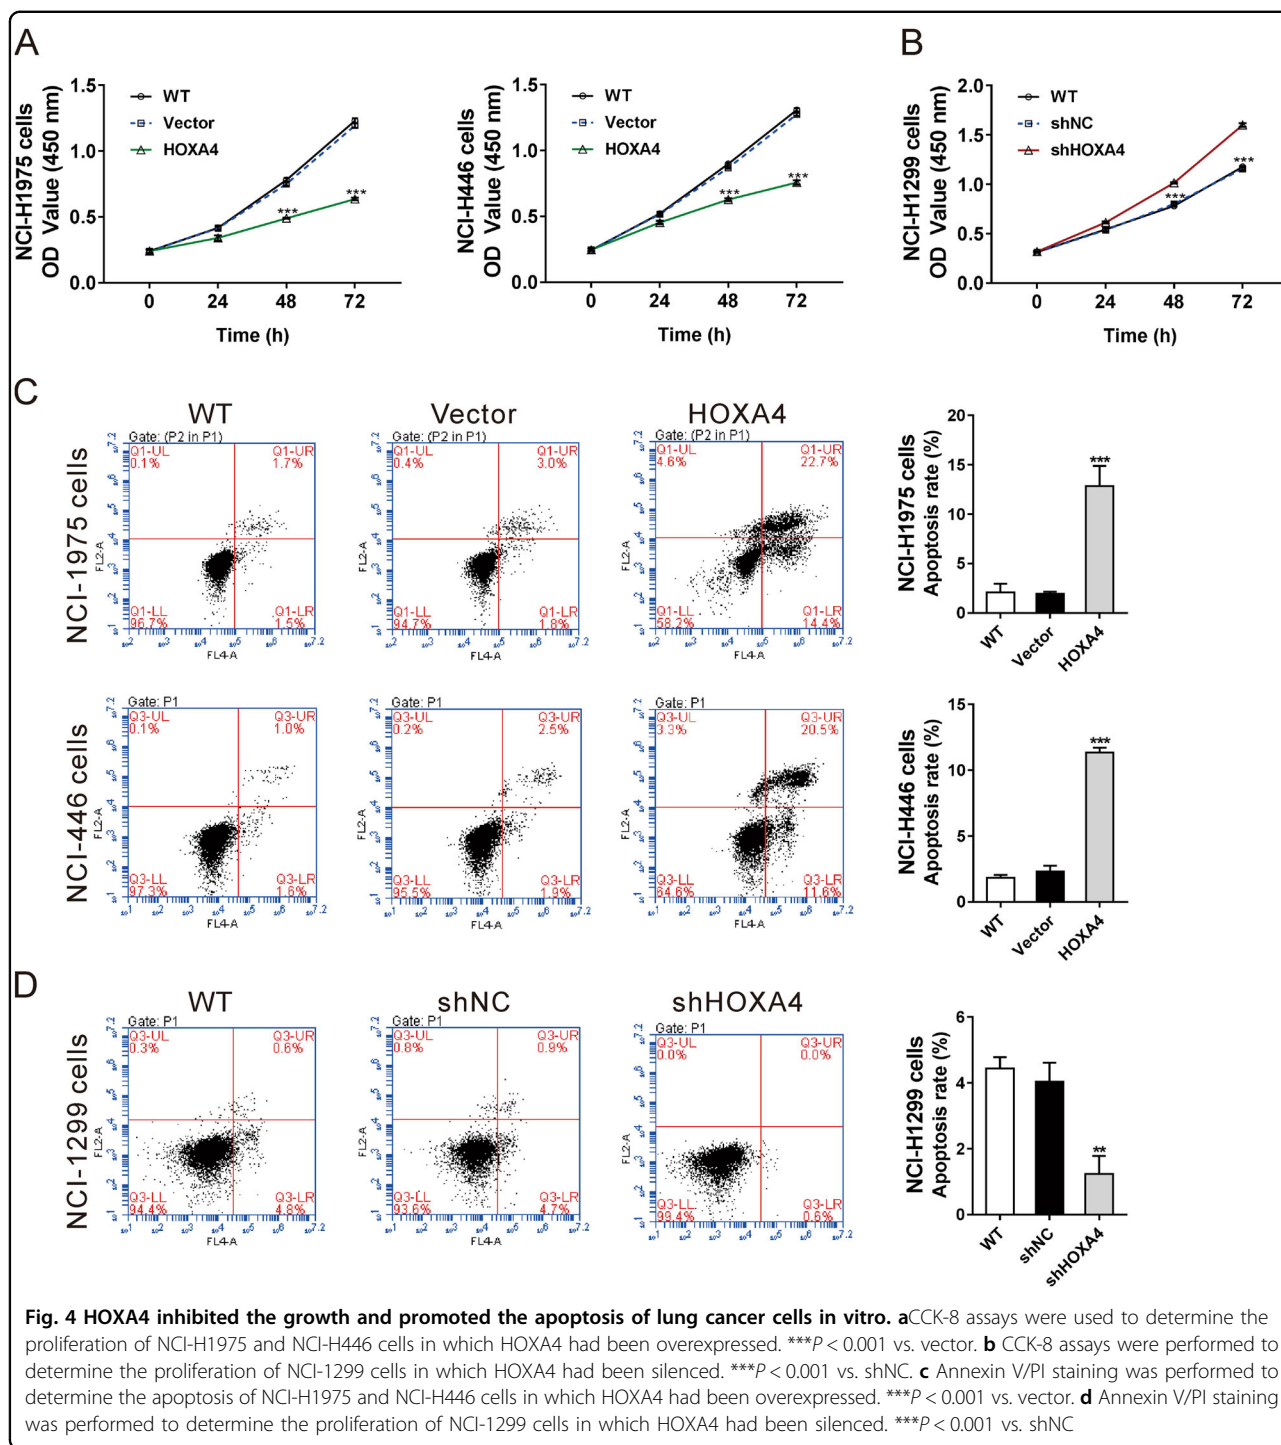 A
B
NCI-H1975 cells
OD Value (450 nm)
1.5
1.0
0.5
0.0
WT
Vector
HOXA4
***
***
0 24 48 72
Time (h)
NCI-H446 cells
OD Value (450 nm)
1.5
1.0
0.5
0.0
WT
Vector
HOXA4
***
***
0 24 48 72
Time (h)
NCI-H1299 cells
OD Value (450 nm)
2.0
1.5
1.0
0.5
0.0
WT
shNC
shHOXA4
***
***
0 24 48 72
Time (h)
C
WT
Vector
HOXA4
NCI-1975 cells
Gate: (P2 in P1)
Q1-UL Q1-UR
0.1% 1.7%
Q1-LL Q1-LR
96.7% 1.5%
FL2-A
FL4-A
Gate: (P2 in P1)
Q1-UL Q1-UR
0.4% 3.0%
Q1-LL Q1-LR
94.7% 1.8%
FL2-A
FL4-A
Gate: (P2 in P1)
Q1-UL Q1-UR
4.6% 22.7%
Q1-LL Q1-LR
58.2% 14.4%
FL2-A
FL4-A
NCI-H1975 cells
Apoptosis rate (%)
20
15
10
5
0
***
WT
Vector
HOXA4
NCI-446 cells
Gate: P1
Q3-UL Q3-UR
0.1% 1.0%
Q3-LL Q3-LR
97.3% 1.6%
FL2-A
FL4-A
Gate: P1
Q3-UL Q3-UR
0.2% 2.5%
Q3-LL Q3-LR
95.5% 1.9%
FL2-A
FL4-A
Gate: P1
Q3-UL Q3-UR
3.3% 20.5%
Q3-LL Q3-LR
64.6% 11.6%
FL2-A
FL4-A
NCI-H446 cells
Apoptosis rate (%)
15
10
5
0
***
WT
Vector
HOXA4
D
WT
shNC
shHOXA4
NCI-1299 cells
Gate: P1
Q3-UL Q3-UR
0.3% 0.6%
Q3-LL Q3-LR
94.4% 4.8%
FL2-A
FL4-A
Gate: P1
Q3-UL Q3-UR
0.8% 0.9%
Q3-LL Q3-LR
93.6% 4.7%
FL2-A
FL4-A
Gate: P1
Q3-UL Q3-UR
0.0% 0.0%
Q3-LL Q3-LR
99.4% 0.6%
FL2-A
FL4-A
NCI-H1299 cells
Apoptosis rate (%)
6
4
2
0
**
WT
shNC
shHOXA4
Fig. 4 HOXA4 inhibited the growth and promoted the apoptosis of lung cancer cells in vitro. aCCK-8 assays were used to determine the
proliferation of NCI-H1975 and NCI-H446 cells in which HOXA4 had been overexpressed. ***P < 0.001 vs. vector. b CCK-8 assays were performed to
determine the proliferation of NCI-1299 cells in which HOXA4 had been silenced. ***P < 0.001 vs. shNC. c Annexin V/PI staining was performed to
determine the apoptosis of NCI-H1975 and NCI-H446 cells in which HOXA4 had been overexpressed. ***P < 0.001 vs. vector. d Annexin V/PI staining
was performed to determine the proliferation of NCI-1299 cells in which HOXA4 had been silenced. ***P < 0.001 vs. shNC